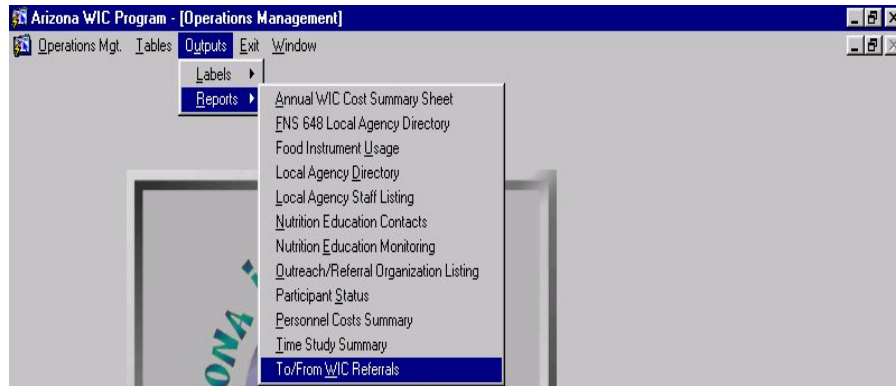 Arizona WIC Program - [Operations Management]
Operations Mgt. Tables Outputs Exit Window
Labels
Reports
Annual WIC Cost Summary Sheet
FNS 648 Local Agency Directory
Food Instrument Usage
Local Agency Directory
Local Agency Staff Listing
Nutrition Education Contacts
Nutrition Education Monitoring
Outreach/Referral Organization Listing
Participant Status
Personnel Costs Summary
Time Study Summary
To/From WIC Referrals